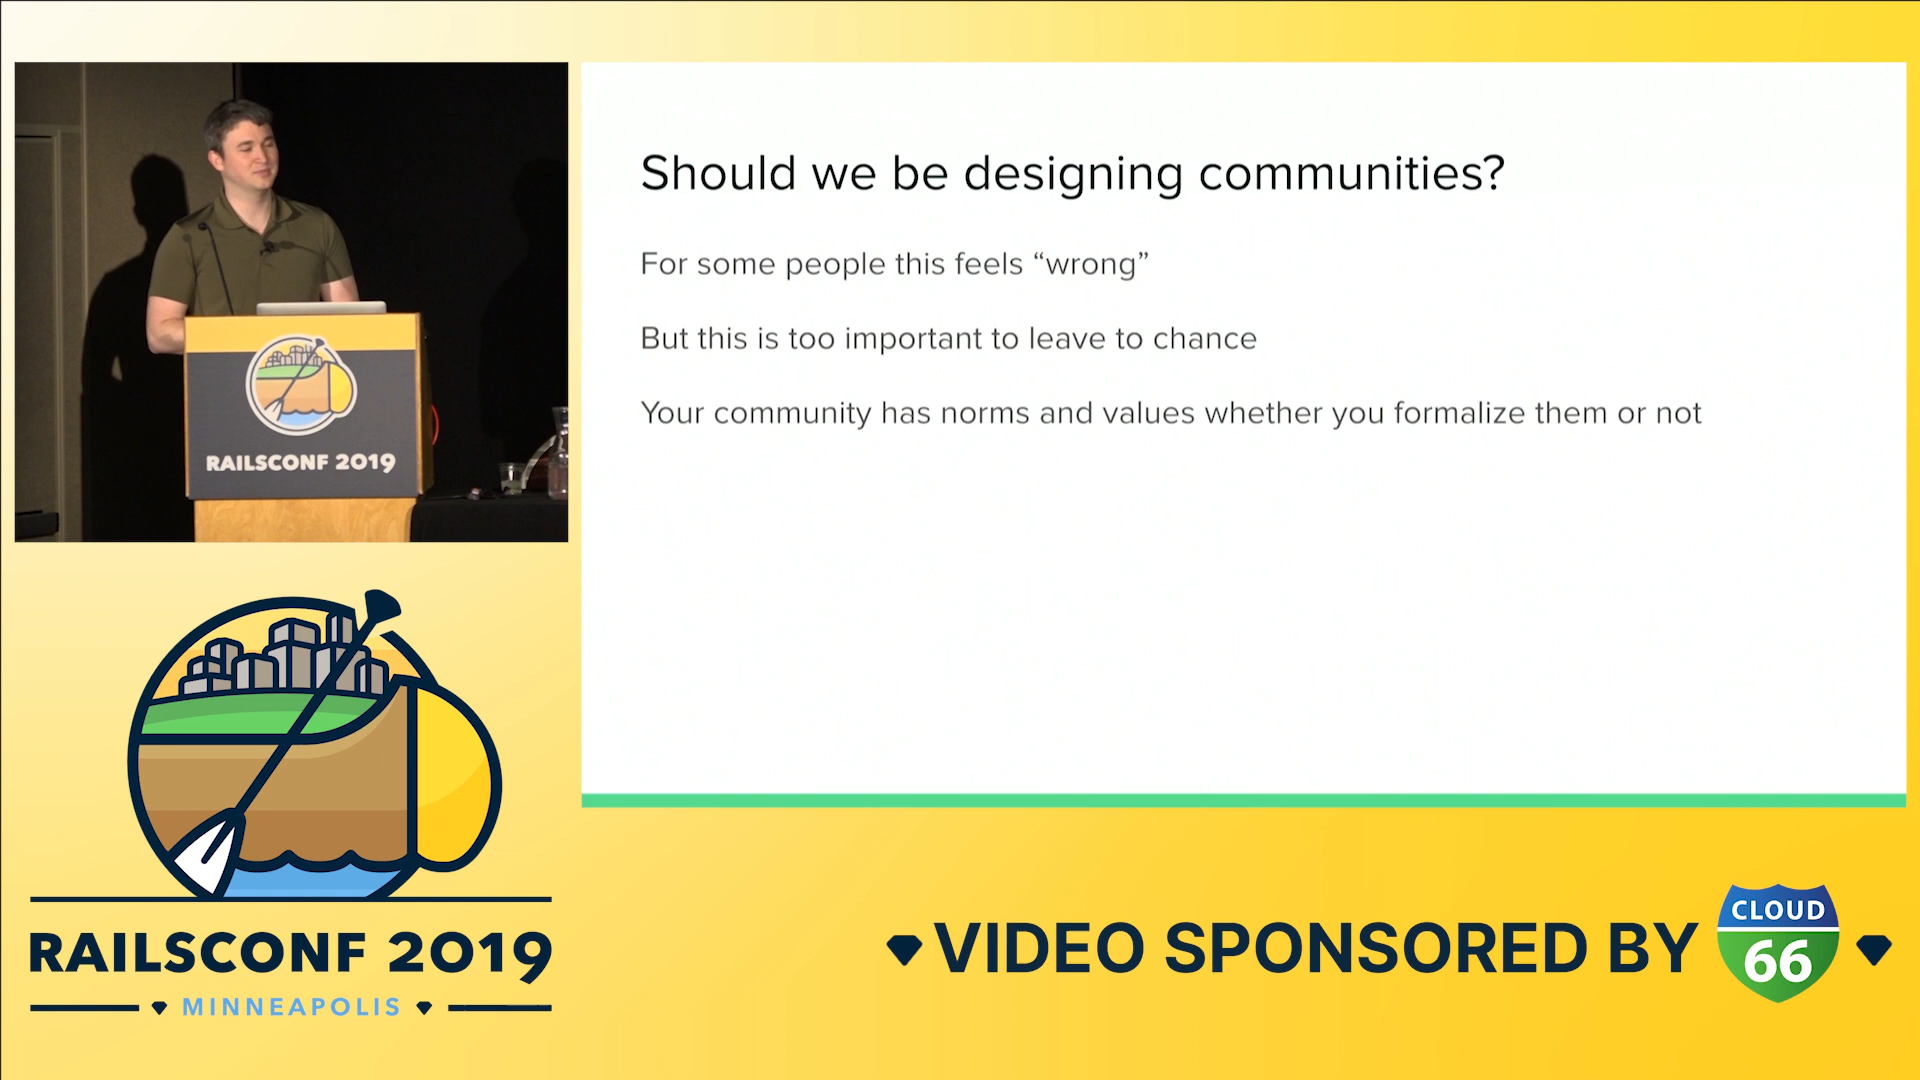 Should we be designing communities?
For some people this feels “wrong”
But this is too important to leave to chance
Your community has norms and values whether you formalize them or not
RAILSCONF 2019
RAILSCONF 2019
MINNEAPOLIS
VIDEO SPONSORED BY
CLOUD
66